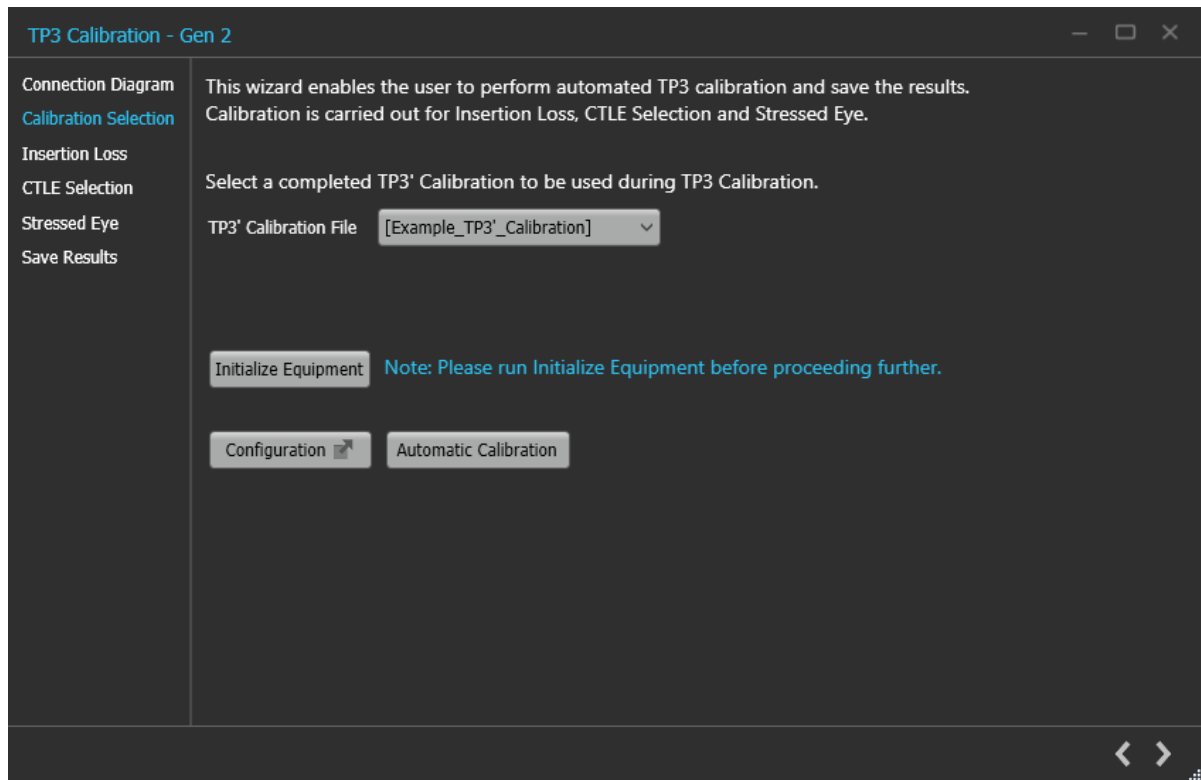 TP3 Calibration - Gen 2
Connection Diagram
Calibration Selection
Insertion Loss
CTLE Selection
Stressed Eye
Save Results
This wizard enables the user to perform automated TP3 calibration and save the results.
Calibration is carried out for Insertion Loss, CTLE Selection and Stressed Eye.
Select a completed TP3' Calibration to be used during TP3 Calibration.
TP3' Calibration File [Example_TP3'_Calibration]
Initialize Equipment Note: Please run Initialize Equipment before proceeding further.
Configuration Automatic Calibration